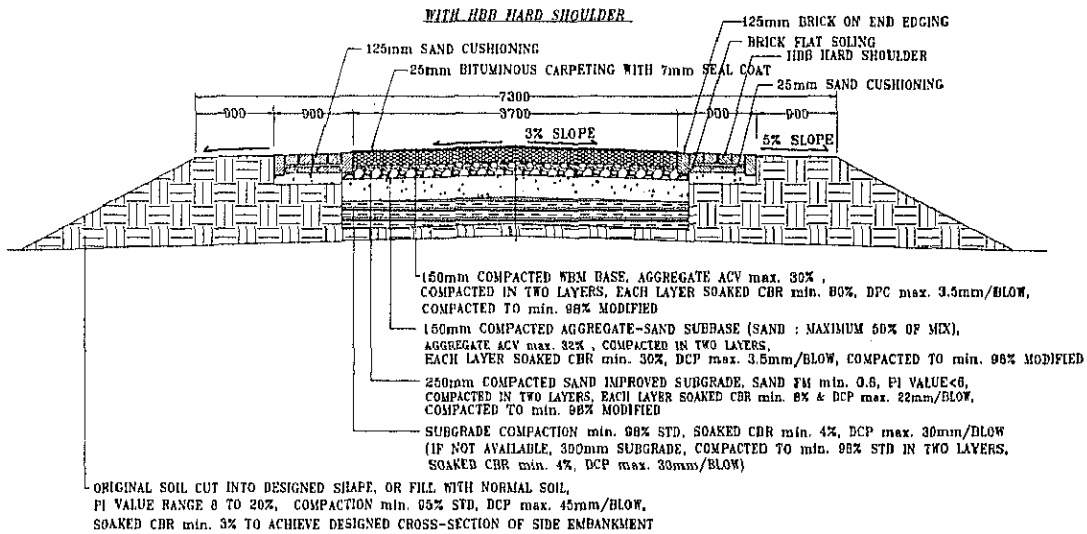 WITH HBB HARD SHOULDER
125mm BRICK ON END EDGING
125mm SAND CUSHIONING
BRICK FLAT SOLING
HBB HARD SHOULDER
25mm BITUMINOUS CARPETING WITH 7mm SEAL COAT
25mm SAND CUSHIONING
7300
900 900 3700 900 900
3% SLOPE
5% SLOPE
150mm COMPACTED WBM BASE, AGGREGATE ACV max. 30% ,
COMPACTED IN TWO LAYERS, EACH LAYER SOAKED CBR min. 80%, DPC max. 3.5mm/BLOW,
COMPACTED TO min. 98% MODIFIED
150mm COMPACTED AGGREGATE-SAND SUBBASE (SAND : MAXIMUM 50% OF MIX),
AGGREGATE ACV max. 32% , COMPACTED IN TWO LAYERS,
EACH LAYER SOAKED CBR min. 30%, DCP max. 3.5mm/BLOW, COMPACTED TO min. 98% MODIFIED
250mm COMPACTED SAND IMPROVED SUBGRADE, SAND FM min. 0.8, PI VALUE<6,
COMPACTED IN TWO LAYERS, EACH LAYER SOAKED CBR min. 8% & DCP max. 22mm/BLOW,
COMPACTED TO min. 98% MODIFIED
SUBGRADE COMPACTION min. 98% STD, SOAKED CBR min. 4%, DCP max. 30mm/BLOW
(IF NOT AVAILABLE, 300mm SUBGRADE, COMPACTED TO min. 98% STD IN TWO LAYERS,
SOAKED CBR min. 4%, DCP max. 30mm/BLOW)
ORIGINAL SOIL CUT INTO DESIGNED SHAPE, OR FILL WITH NORMAL SOIL,
PI VALUE RANGE 8 TO 20%, COMPACTION min. 95% STD, DCP max. 45mm/BLOW,
SOAKED CBR min. 3% TO ACHIEVE DESIGNED CROSS-SECTION OF SIDE EMBANKMENT